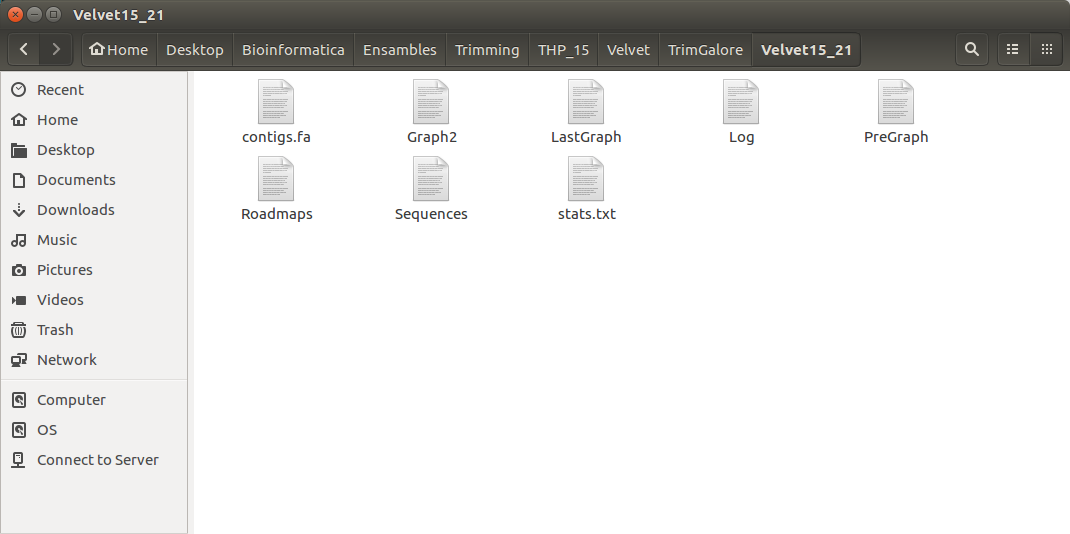 Velvet15_21
Home Desktop Bioinformatica Ensambles Trimming THP_15 Velvet TrimGalore Velvet15_21
Recent
Home
Desktop
Documents
Downloads
Music
Pictures
Videos
Trash
Network
Computer
OS
Connect to Server
contigs.fa Graph2 LastGraph Log PreGraph
Roadmaps Sequences stats.txt